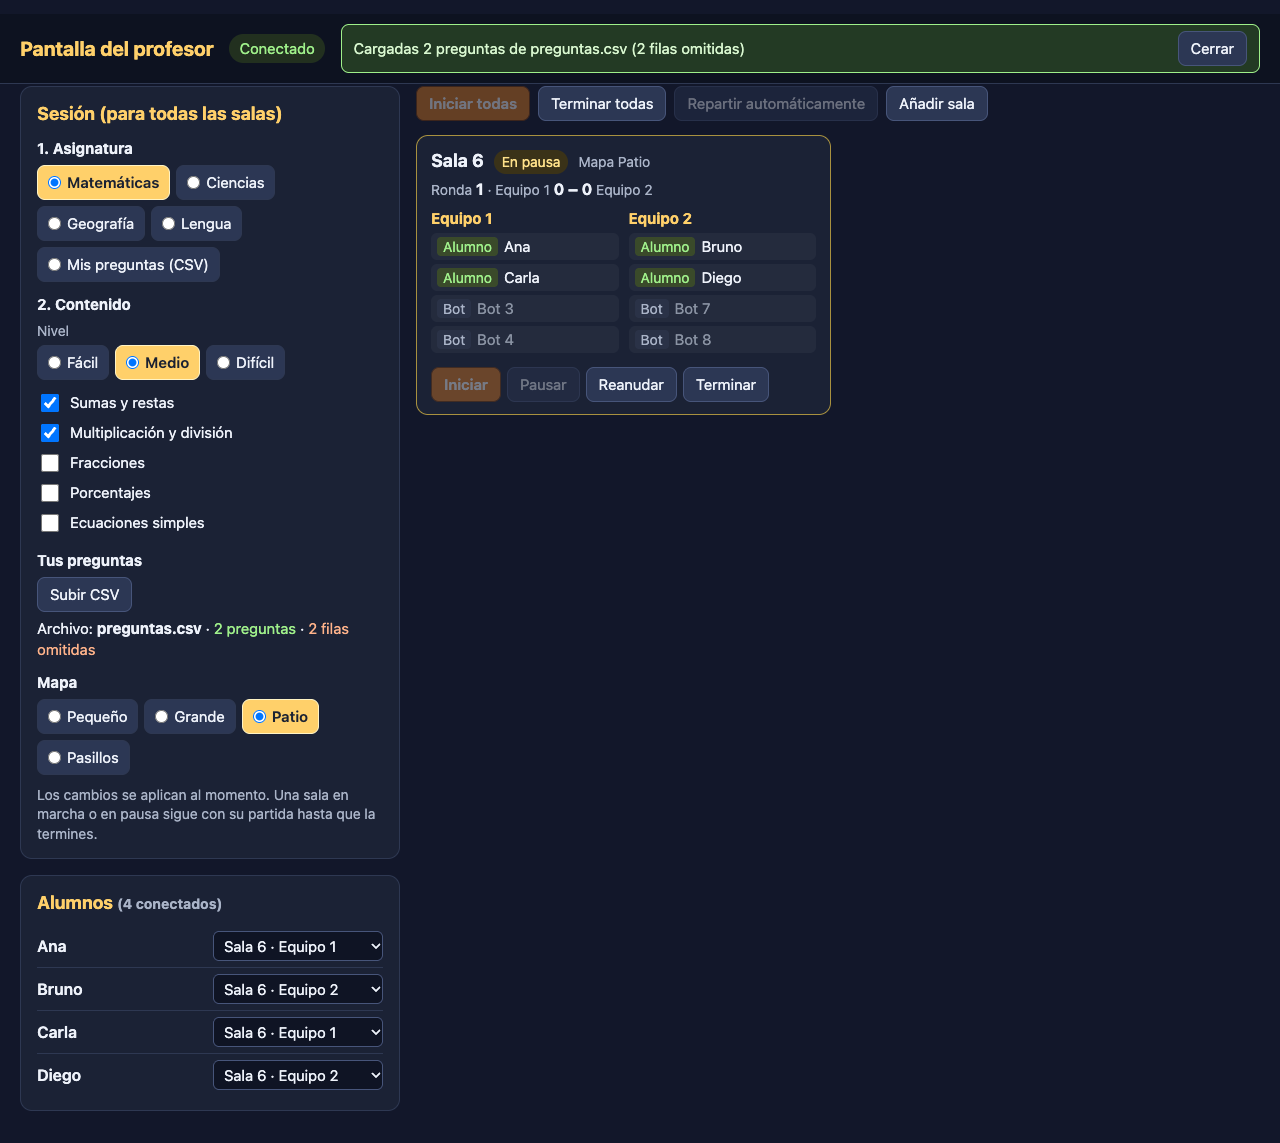 Pantalla del profesor
Conectado
Cargadas 2 preguntas de preguntas.csv (2 filas omitidas)
Cerrar
Sesión (para todas las salas)
1. Asignatura
Matemáticas
Ciencias
Geografía
Lengua
Mis preguntas (CSV)
2. Contenido
Nivel
Fácil
Medio
Difícil
Sumas y restas
Multiplicación y división
Fracciones
Porcentajes
Ecuaciones simples
Tus preguntas
Subir CSV
Archivo: preguntas.csv · 2 preguntas · 2 filas
omitidas
Mapa
Pequeño
Grande
Patio
Pasillos
Los cambios se aplican al momento. Una sala en
marcha o en pausa sigue con su partida hasta que la
termines.
Alumnos (4 conectados)
Ana
Sala 6 · Equipo 1
Bruno
Sala 6 · Equipo 2
Carla
Sala 6 · Equipo 1
Diego
Sala 6 · Equipo 2
Iniciar todas
Terminar todas
Repartir automáticamente
Añadir sala
Sala 6
En pausa
Mapa Patio
Ronda 1 · Equipo 1 0 – 0 Equipo 2
Equipo 1
Alumno Ana
Alumno Carla
Bot Bot 3
Bot Bot 4
Equipo 2
Alumno Bruno
Alumno Diego
Bot Bot 7
Bot Bot 8
Iniciar
Pausar
Reanudar
Terminar